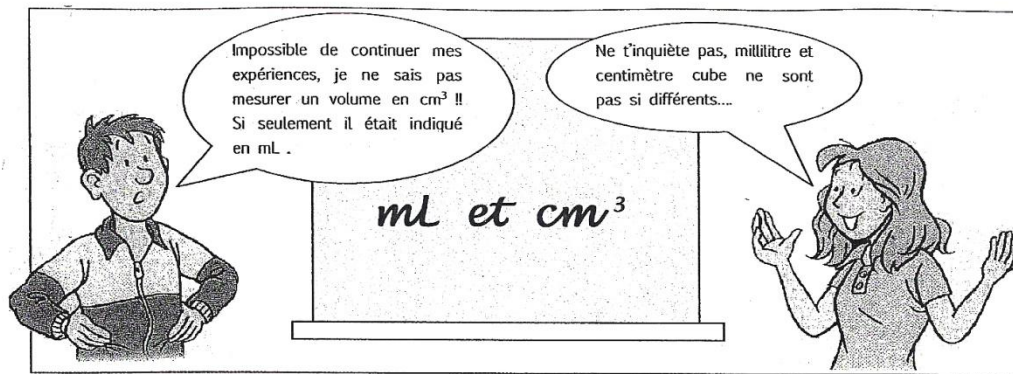 Impossible de continuer mes
expériences, je ne sais pas
mesurer un volume en cm³ !!
Si seulement il était indiqué
en mL .
Ne t'inquiète pas, millilitre et
centimètre cube ne sont
pas si différents....
mL et cm³